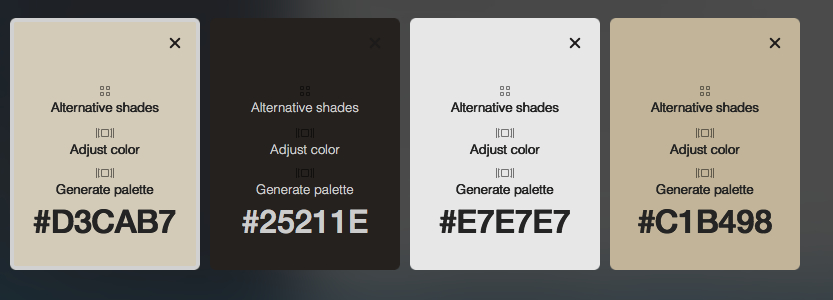 Alternative shades
Adjust color
Generate palette
#D3CAB7
Alternative shades
Adjust color
Generate palette
#25211E
Alternative shades
Adjust color
Generate palette
#E7E7E7
Alternative shades
Adjust color
Generate palette
#C1B498